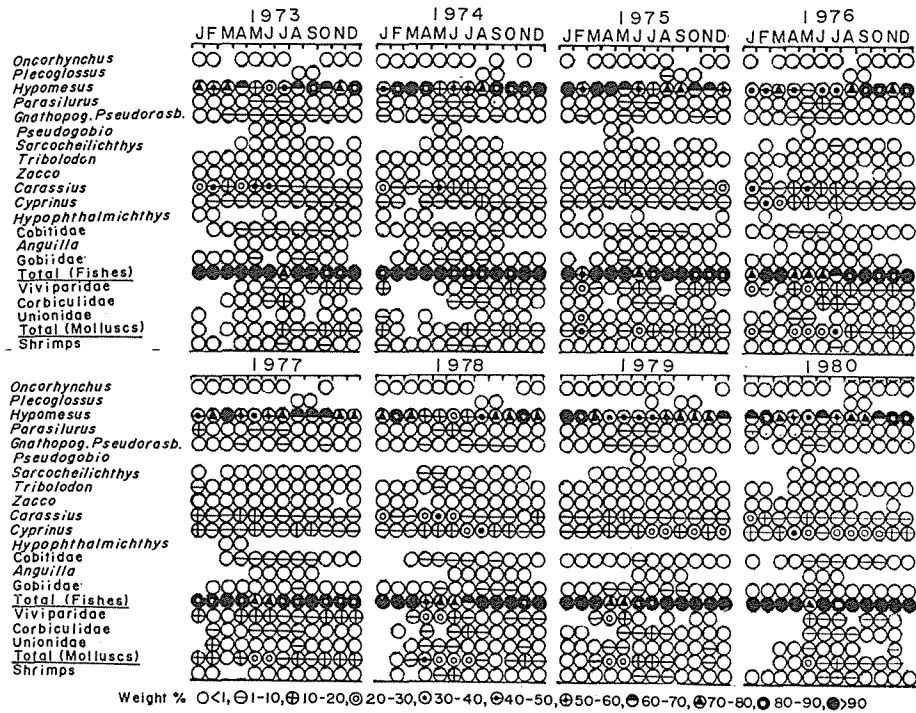 1973 1974 1975 1976
JFMAMJJASOND JFMAMJJASOND JFMAMJJASOND JFMAMJJASOND
Oncorhynchus
Plecoglossus
Hypomesus
Parasilurus
Gnathopog. Pseudorasb.
Pseudogobio
Sarcocheilichthys
Tribolodon
Zacco
Carassius
Cyprinus
Hypophthalmichthys
Cobitidae
Anguilla
Gobiidae
Total (Fishes)
Viviparidae
Corbiculidae
Unionidae
Total (Molluscs)
Shrimps
1977 1978 1979 1980
Oncorhynchus
Plecoglossus
Hypomesus
Parasilurus
Gnathopog. Pseudorasb.
Pseudogobio
Sarcocheilichthys
Tribolodon
Zacco
Carassius
Cyprinus
Hypophthalmichthys
Cobitidae
Anguilla
Gobiidae
Total (Fishes)
Viviparidae
Corbiculidae
Unionidae
Total (Molluscs)
Shrimps
Weight % <1, 1-10, 10-20, 20-30, 30-40, 40-50, 50-60, 60-70, 70-80, 80-90, >90